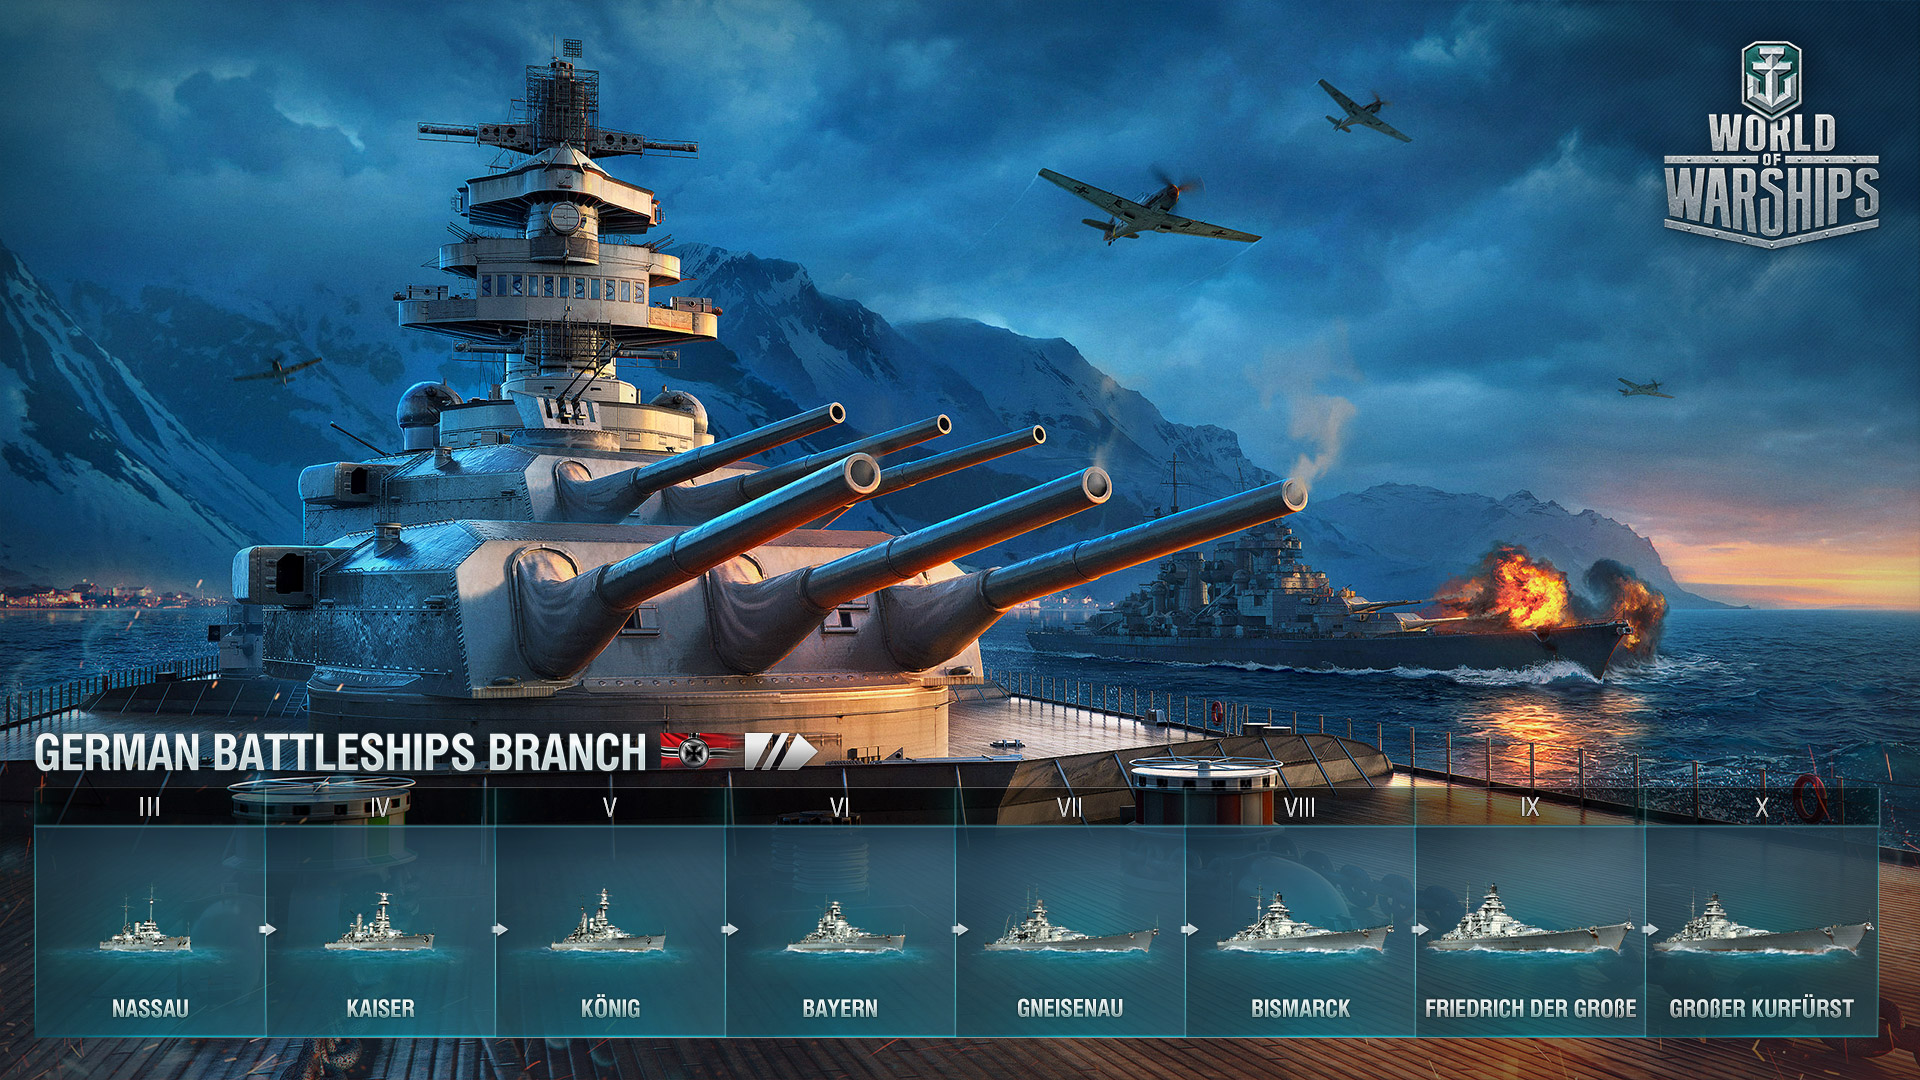 WORLD
OF
WARSHIPS
GERMAN BATTLESHIPS BRANCH
III IV V VI VII VIII IX X
NASSAU KAISER KÖNIG BAYERN GNEISENAU BISMARCK FRIEDRICH DER GROßE GROßER KURFÜRST